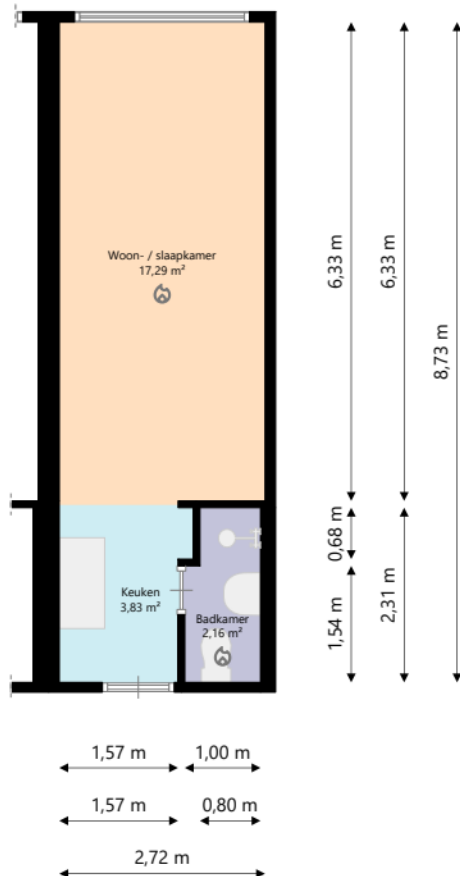 Woon- / slaapkamer
17,29 m²
Keuken
3,83 m²
Badkamer
2,16 m²
6,33 m
6,33 m
8,73 m
0,68 m
1,54 m
2,31 m
1,57 m
1,00 m
1,57 m
0,80 m
2,72 m